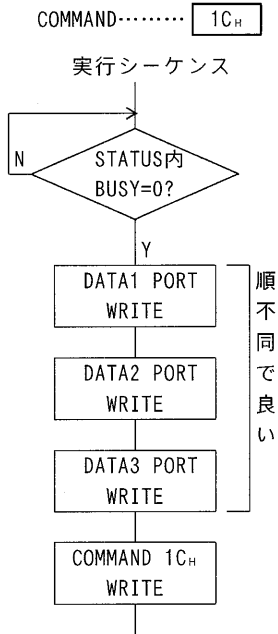 COMMAND‥‥‥‥ 1CH
実行シーケンス
N
STATUS内
BUSY=0?
Y
DATA1 PORT
WRITE
DATA2 PORT
WRITE
DATA3 PORT
WRITE
順不同で良い
COMMAND 1CH
WRITE